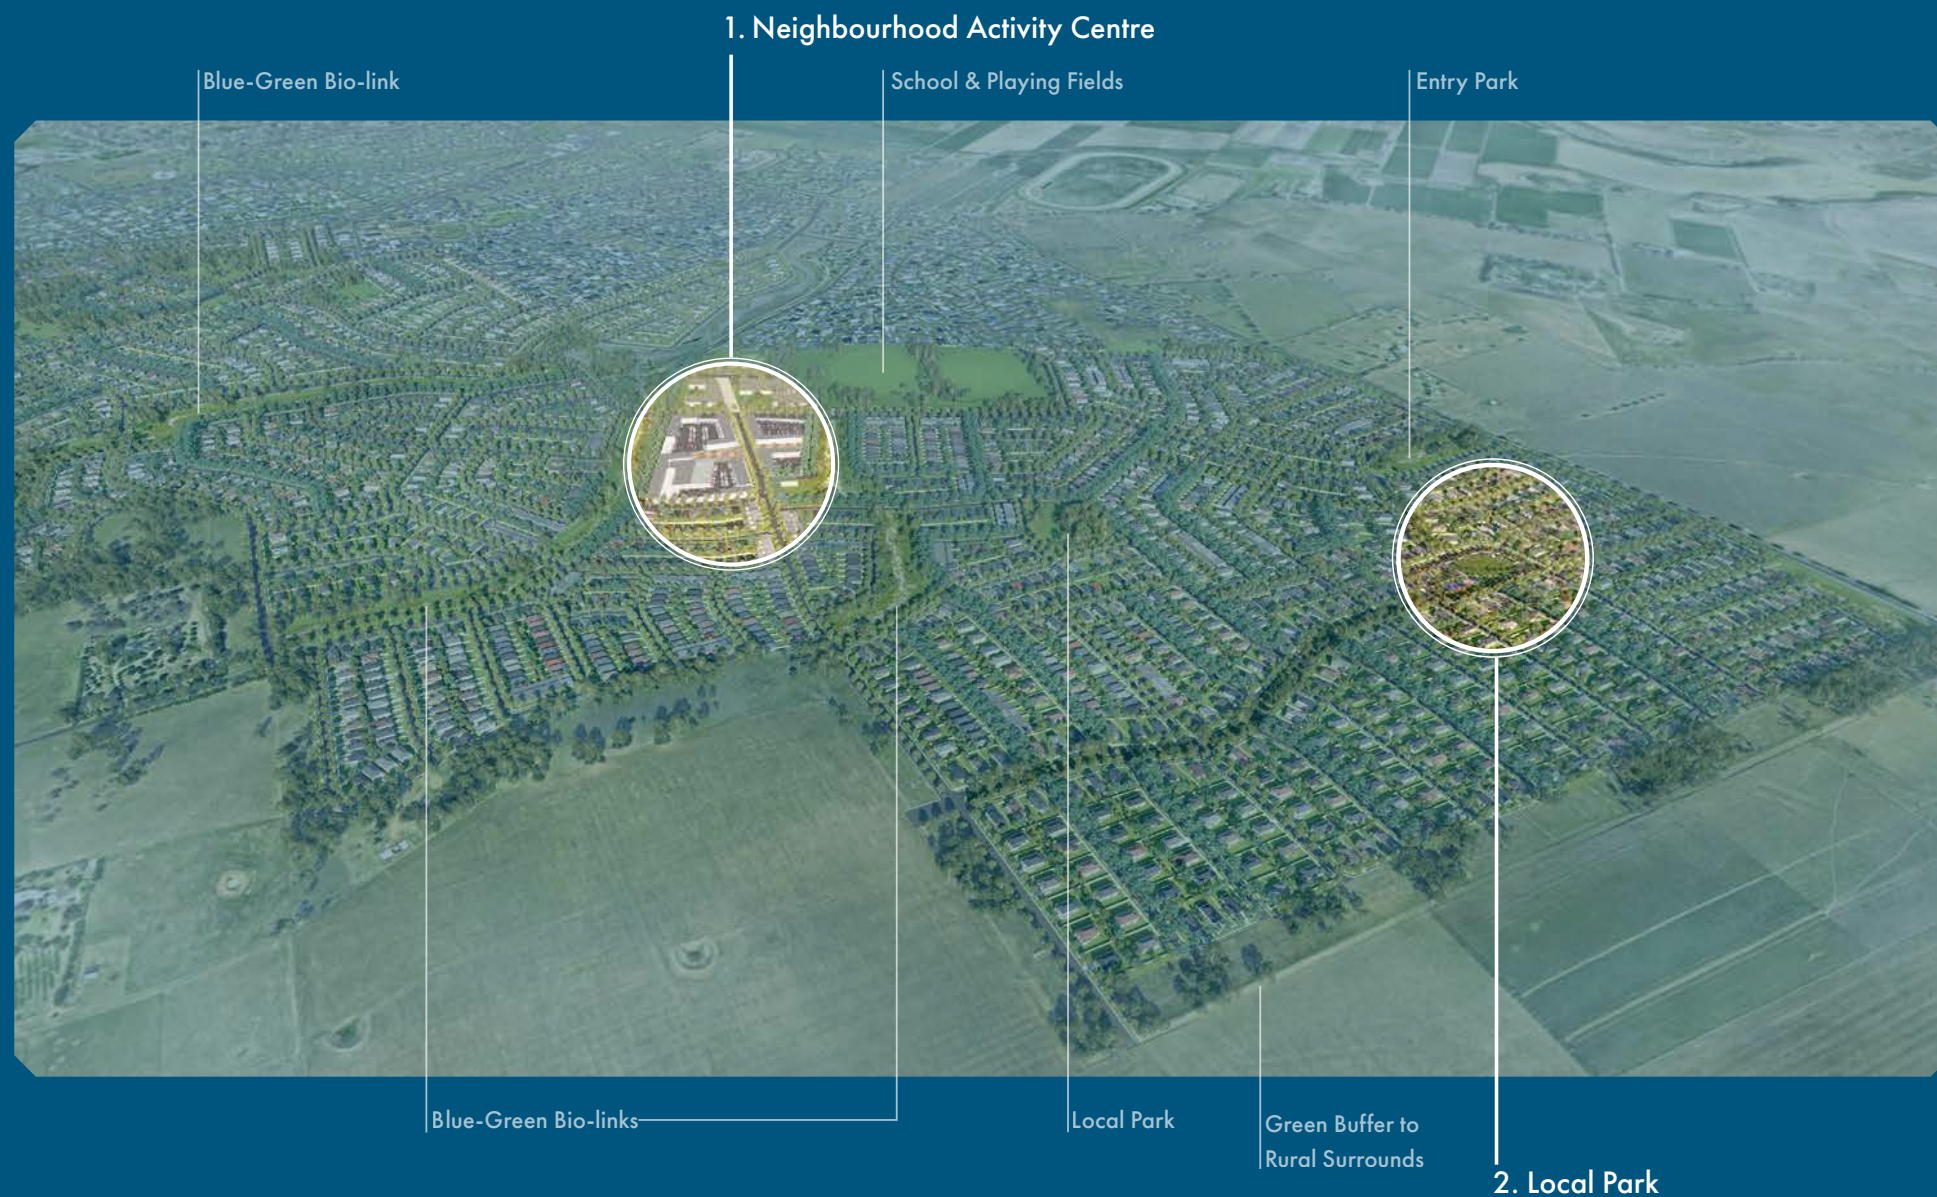 1. Neighbourhood Activity Centre
Blue-Green Bio-link
School & Playing Fields
Entry Park
Blue-Green Bio-links
Local Park
Green Buffer to
Rural Surrounds
2. Local Park